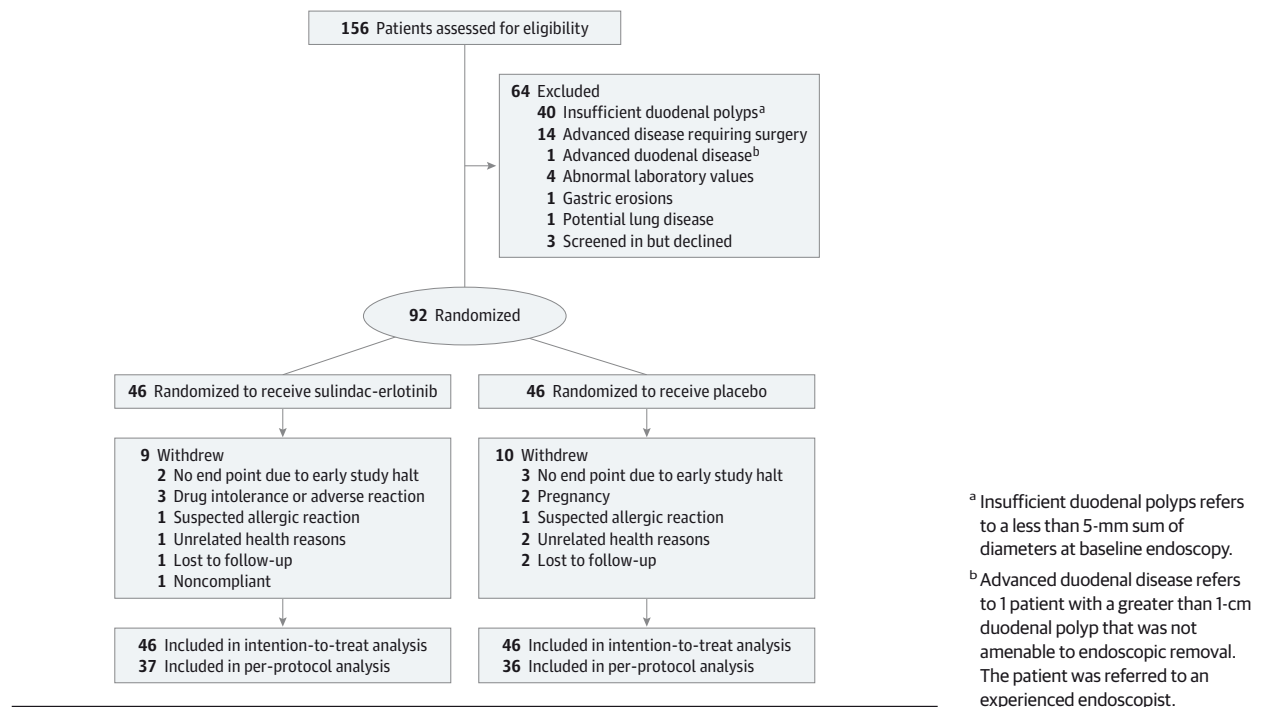 156 Patients assessed for eligibility
64 Excluded
40 Insufficient duodenal polypsa
14 Advanced disease requiring surgery
1 Advanced duodenal diseaseb
4 Abnormal laboratory values
1 Gastric erosions
1 Potential lung disease
3 Screened in but declined
92 Randomized
46 Randomized to receive sulindac-erlotinib
46 Randomized to receive placebo
9 Withdrew
2 No end point due to early study halt
3 Drug intolerance or adverse reaction
1 Suspected allergic reaction
1 Unrelated health reasons
1 Lost to follow-up
1 Noncompliant
10 Withdrew
3 No end point due to early study halt
2 Pregnancy
1 Suspected allergic reaction
2 Unrelated health reasons
2 Lost to follow-up
46 Included in intention-to-treat analysis
37 Included in per-protocol analysis
46 Included in intention-to-treat analysis
36 Included in per-protocol analysis
a Insufficient duodenal polyps refers
to a less than 5-mm sum of
diameters at baseline endoscopy.
b Advanced duodenal disease refers
to 1 patient with a greater than 1-cm
duodenal polyp that was not
amenable to endoscopic removal.
The patient was referred to an
experienced endoscopist.